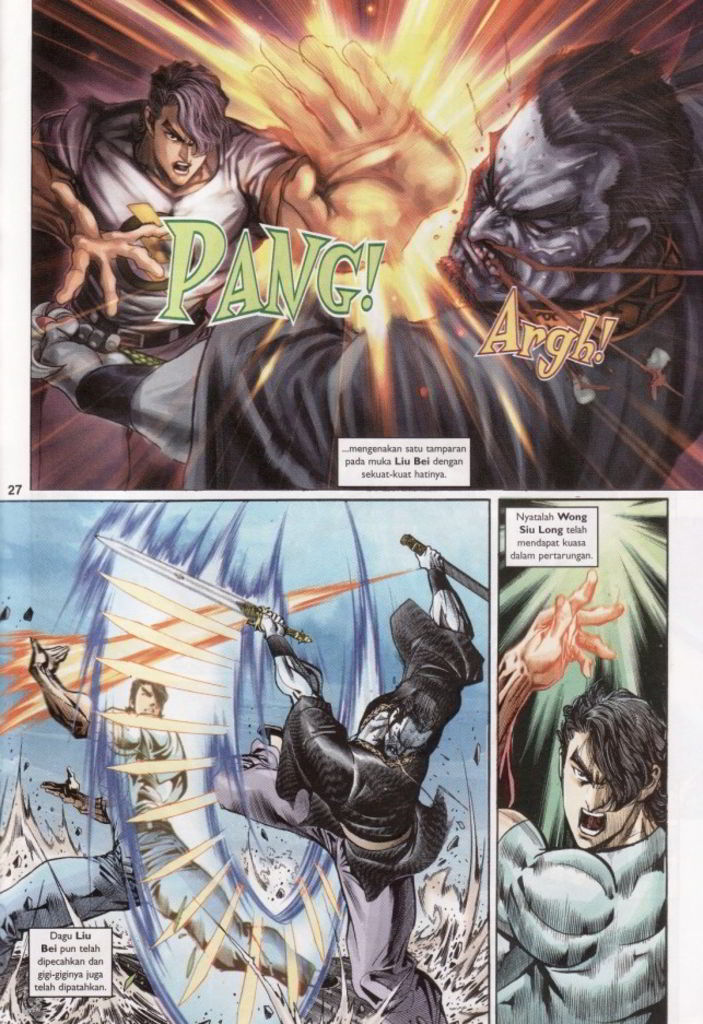 PANG!
Argh!
...mengenakan satu tamparan
pada muka Liu Bei dengan
sekuat-kuat hatinya.
27
Dagu Liu
Bei pun telah
dipecahkan dan
gigi-giginya juga
telah dipatahkan.
Nyatalah Wong
Siu Long telah
mendapat kuasa
dalam pertarungan.